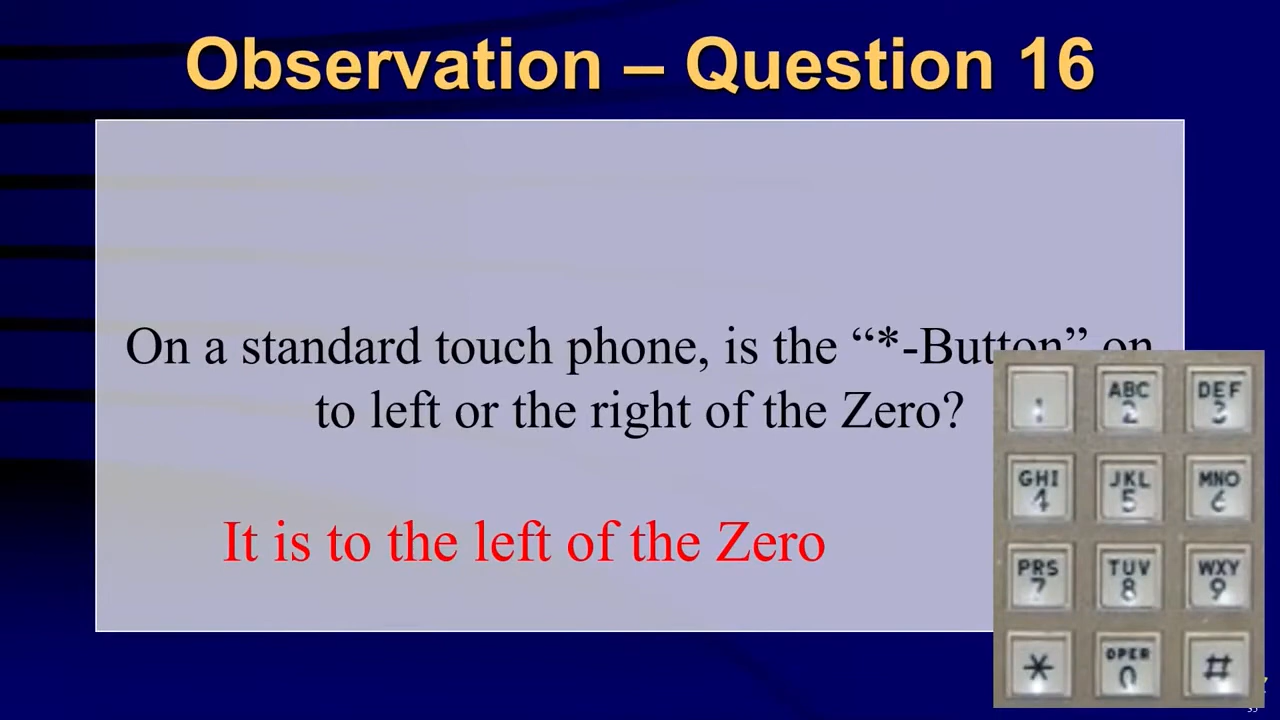 Observation – Question 16
On a standard touch phone, is the “*-Button” on
to left or the right of the Zero?
It is to the left of the Zero
1 ABC 2 DEF 3
GHI 4 JKL 5 MNO 6
PRS 7 TUV 8 WXY 9
* OPER 0 #